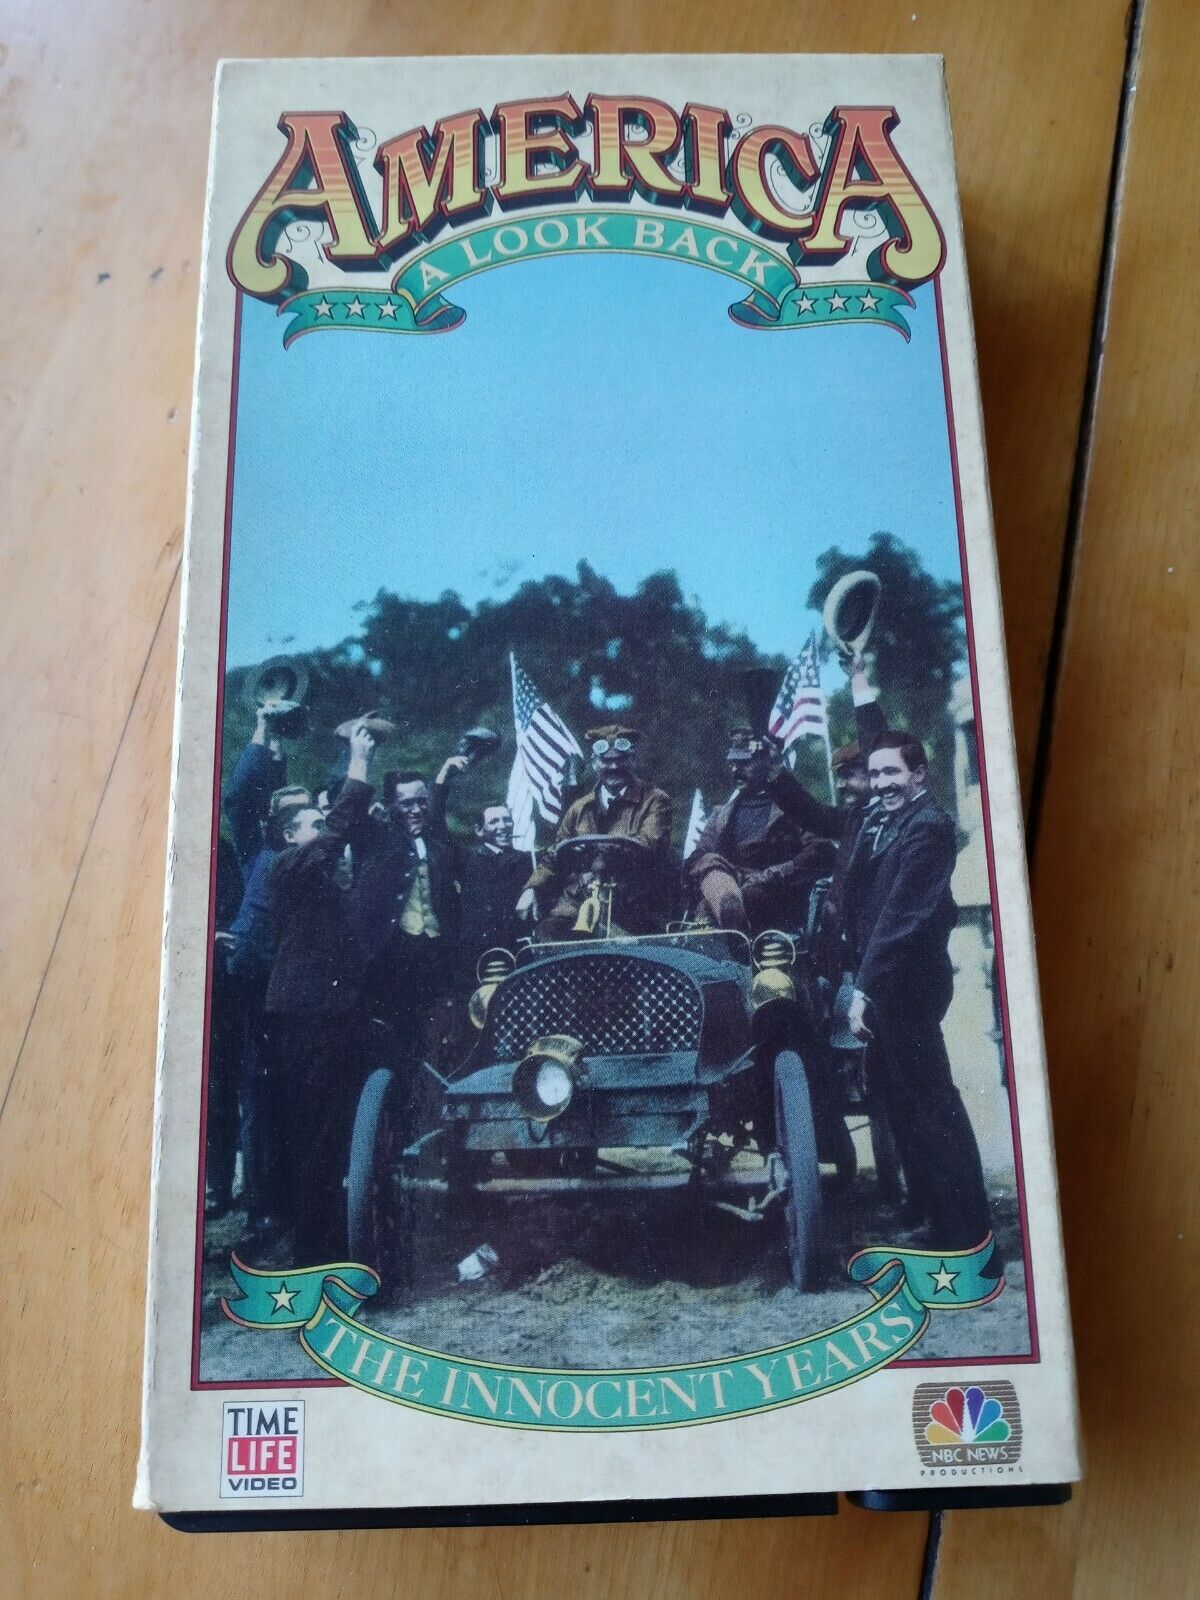 AMERICA
A LOOK BACK
THE INNOCENT YEARS
TIME
LIFE
VIDEO
NBC NEWS
PRODUCTIONS